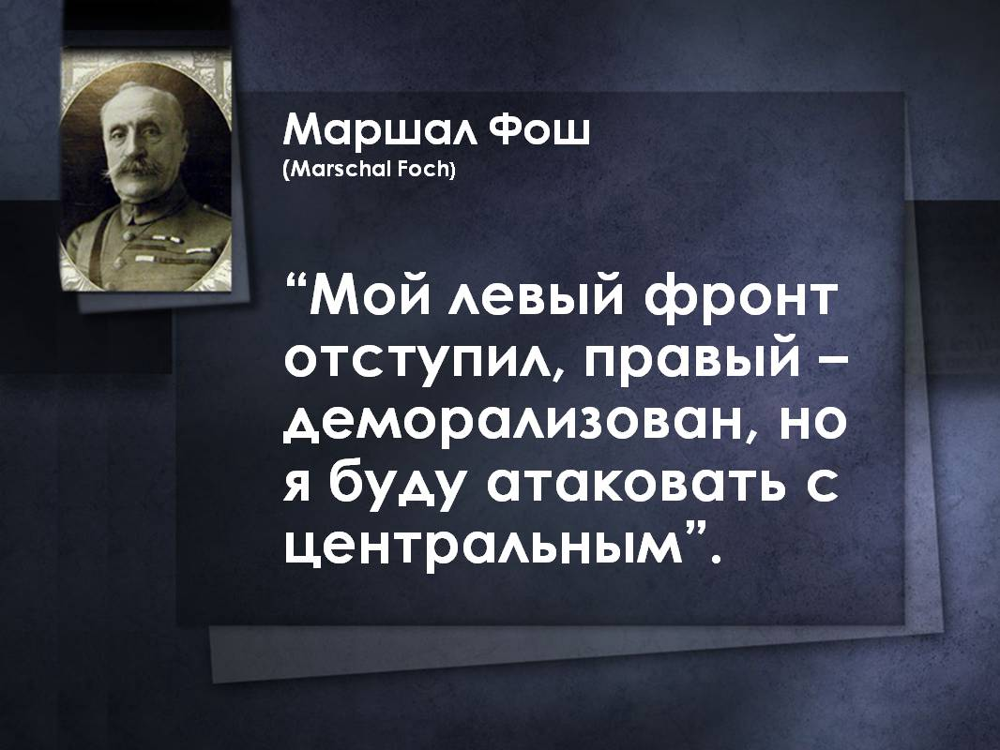 Маршал Фош
(Marschal Foch)
“Мой левый фронт
отступил, правый –
деморализован, но
я буду атаковать с
центральным”.